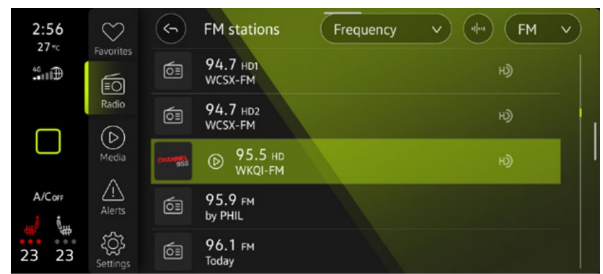 2:56
27 °C
4G
A/C OFF
23 23
Favorites
Radio
Media
Alerts
Settings
FM stations
Frequency
FM
94.7 HD1
WCSX-FM
94.7 HD2
WCSX-FM
CHANNEL
955
95.5 HD
WKQI-FM
95.9 FM
by PHIL
96.1 FM
Today